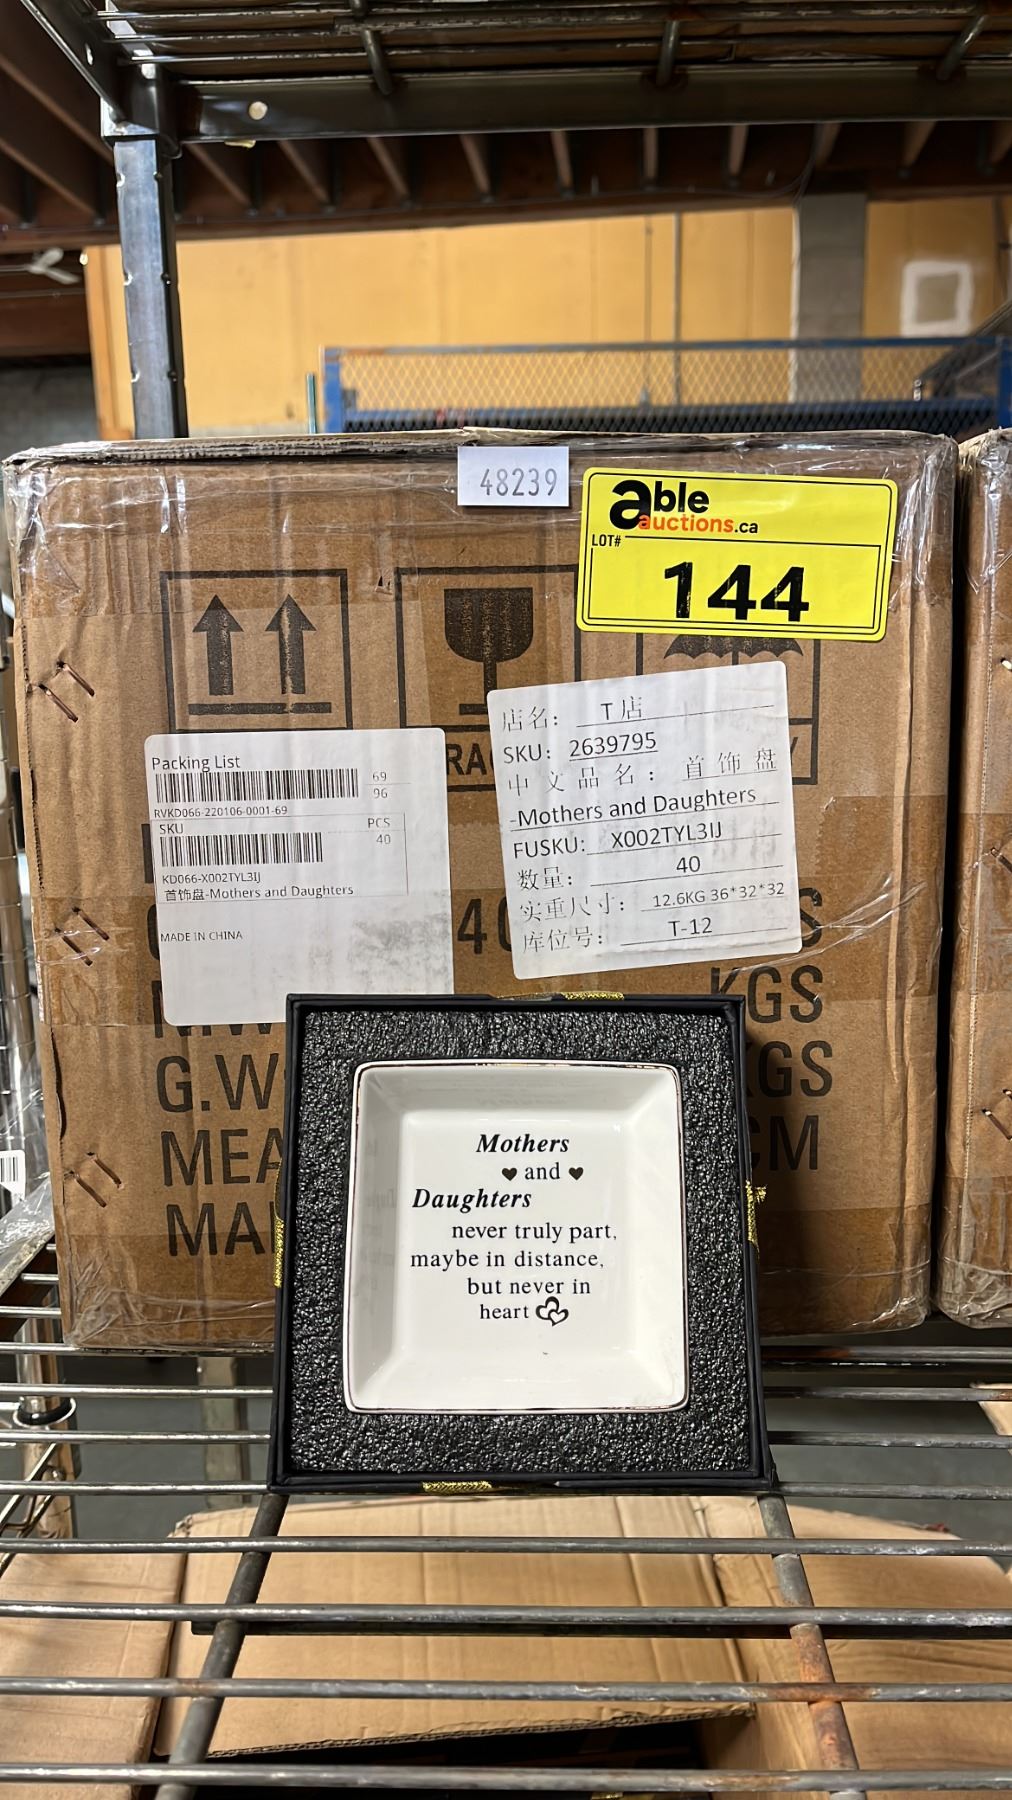 48239
able
auctions.ca
LOT#
144
店名: T店
SKU: 2639795
中文品名: 首饰盘
-Mothers and Daughters
FUSKU: X002TYL3IJ
数量: 40
实重尺寸: 12.6KG 36*32*32
库位号: T-12
Packing List
69
96
RVKD066-220106-0001-69
SKU PCS
40
KD066-X002TYL3IJ
首饰盘-Mothers and Daughters
MADE IN CHINA
KGS
G.W
KGS
MEA
CM
MA
Mothers
and
Daughters
never truly part,
maybe in distance,
but never in
heart